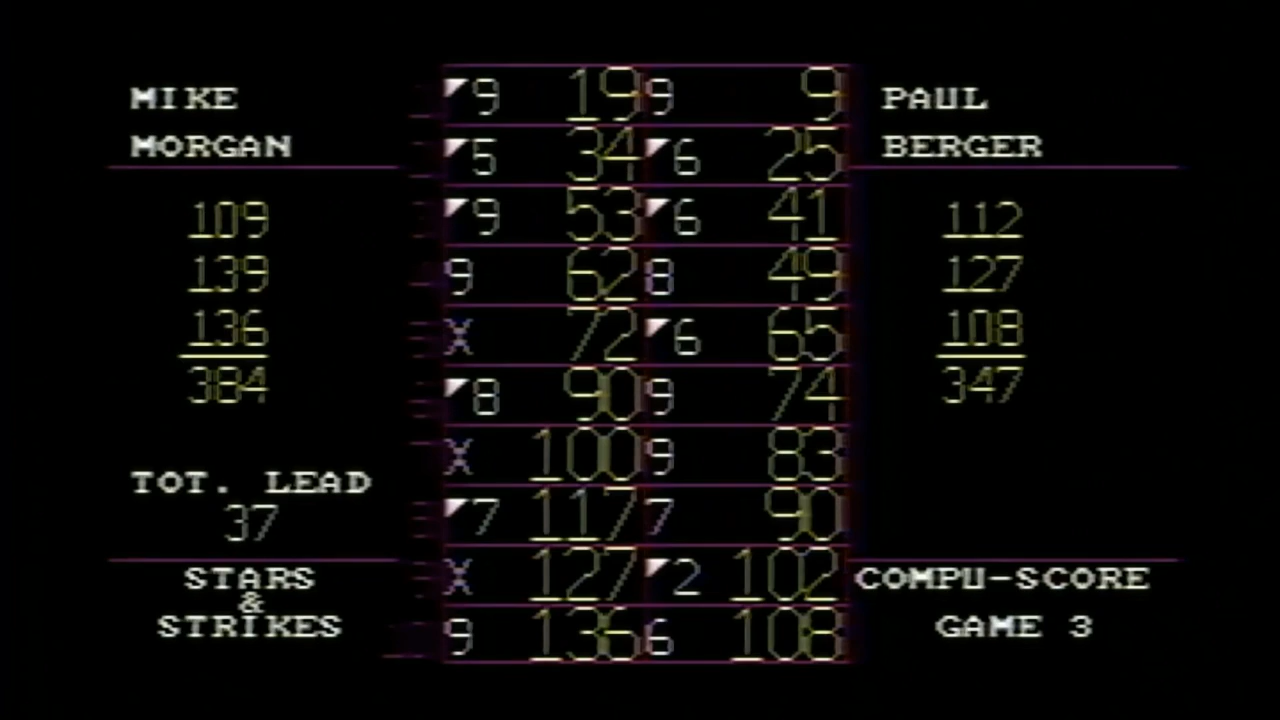 MIKE
MORGAN
109
139
136
384
TOT. LEAD
37
STARS
&
STRIKES
9 19 9 9
5 34 6 25
9 53 6 41
9 62 8 49
X 72 6 65
8 90 9 74
X 100 9 83
7 117 7 90
X 127 2 102
9 136 6 108
PAUL
BERGER
112
127
108
347
COMPU-SCORE
GAME 3